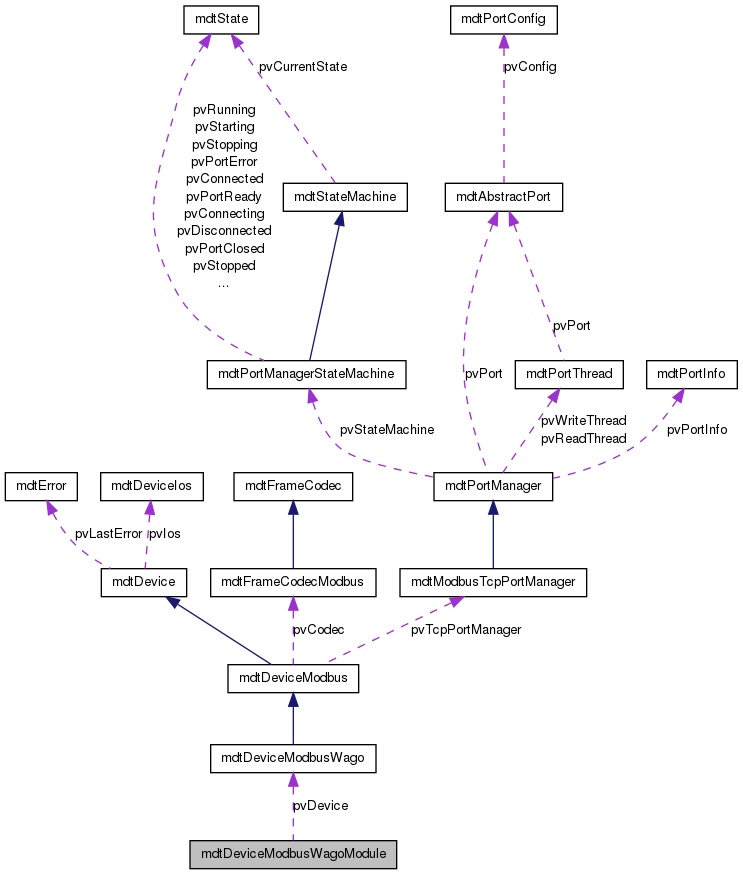 mdtState
mdtPortConfig
pvCurrentState
pvConfig
pvRunning
pvStarting
pvStopping
pvPortError
pvConnected
pvPortReady
pvConnecting
pvDisconnected
pvPortClosed
pvStopped
...
mdtStateMachine
mdtAbstractPort
pvPort
mdtPortManagerStateMachine
pvPort
mdtPortThread
mdtPortInfo
pvStateMachine
pvWriteThread
pvReadThread
pvPortInfo
mdtError
mdtDeviceIos
mdtFrameCodec
mdtPortManager
pvLastError
pvIos
mdtDevice
mdtFrameCodecModbus
mdtModbusTcpPortManager
pvCodec
pvTcpPortManager
mdtDeviceModbus
mdtDeviceModbusWago
pvDevice
mdtDeviceModbusWagoModule